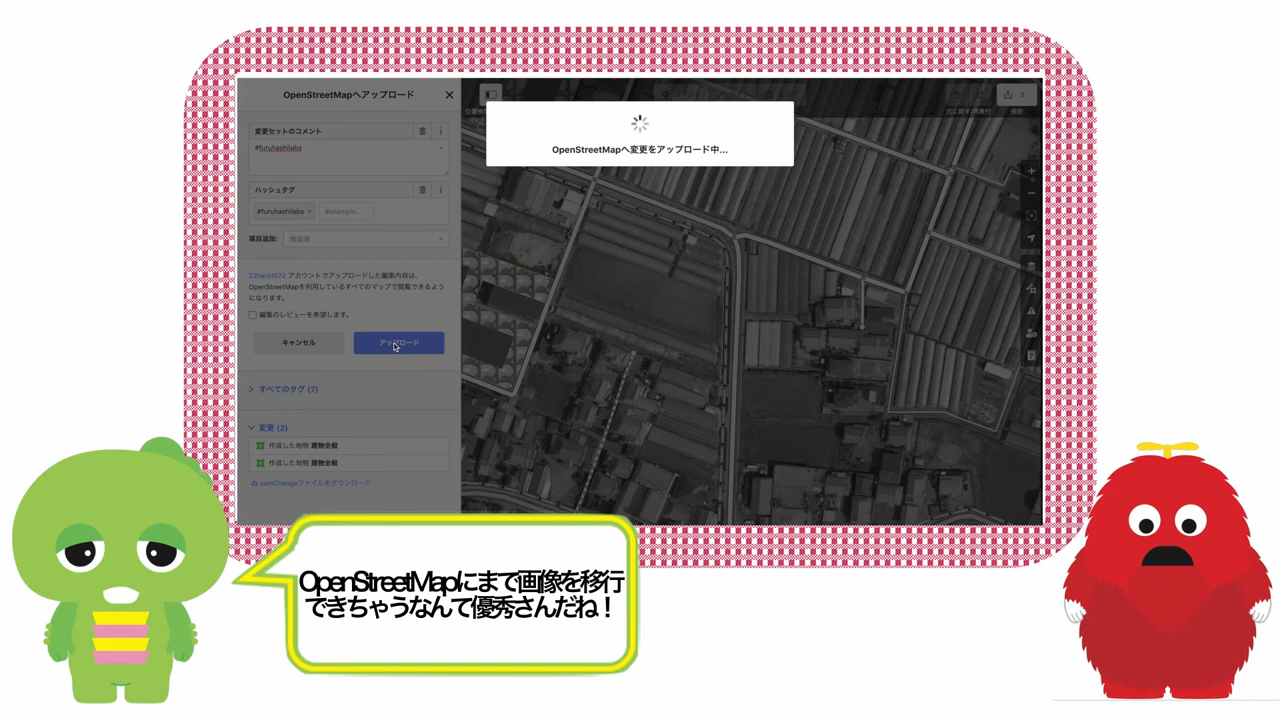 OpenStreetMapへアップロード
変更セットのコメント
#furuhashilabs
ハッシュタグ
#furuhashilabs
#example...
項目追加:
情報源
22hero1072 アカウントでアップロードした編集内容は、
OpenStreetMapを利用しているすべてのマップで閲覧できるよう
になります。
編集のレビューを希望します。
キャンセル
アップロード
すべてのタグ (7)
変更 (2)
作成した地物 建物全般
作成した地物 建物全般
osmChangeファイルをダウンロード
OpenStreetMapへ変更をアップロード中...
2
保存
OpenStreetMapにまで画像を移行
できちゃうなんて優秀さんだね！